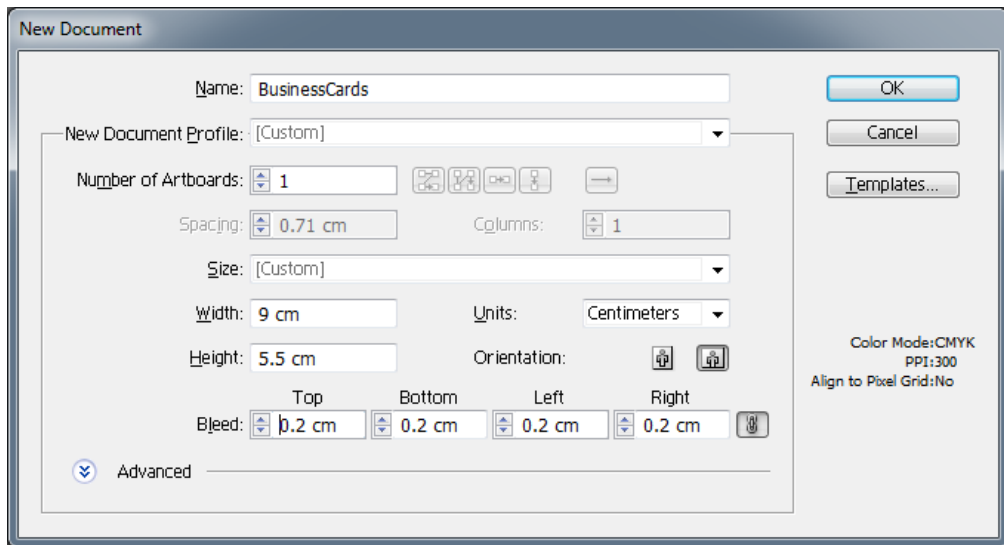 New Document
Name: BusinessCards OK
New Document Profile: [Custom] Cancel
Number of Artboards: 1 Templates...
Spacing: 0.71 cm Columns: 1
Size: [Custom]
Width: 9 cm Units: Centimeters
Height: 5.5 cm Orientation:
Color Mode:CMYK
PPI:300
Align to Pixel Grid:No
Top Bottom Left Right
Bleed: 0.2 cm 0.2 cm 0.2 cm 0.2 cm
Advanced